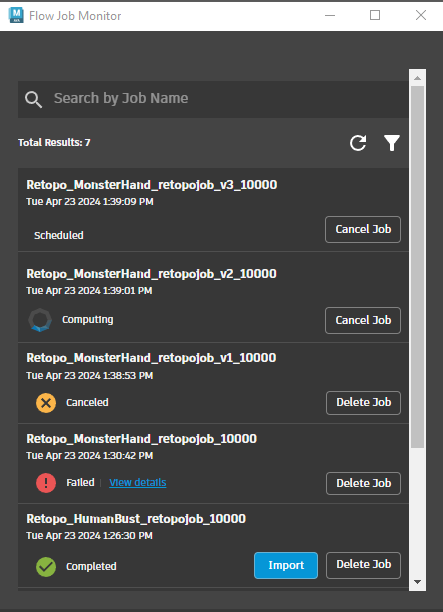 Flow Job Monitor
Search by Job Name
Total Results: 7
Retopo_MonsterHand_retopojob_v3_10000
Tue Apr 23 2024 1:39:09 PM
Scheduled Cancel Job
Retopo_MonsterHand_retopojob_v2_10000
Tue Apr 23 2024 1:39:01 PM
Computing Cancel Job
Retopo_MonsterHand_retopojob_v1_10000
Tue Apr 23 2024 1:38:53 PM
Canceled Delete Job
Retopo_MonsterHand_retopojob_10000
Tue Apr 23 2024 1:30:42 PM
Failed | View details Delete Job
Retopo_HumanBust_retopojob_10000
Tue Apr 23 2024 1:26:30 PM
Completed Import Delete Job